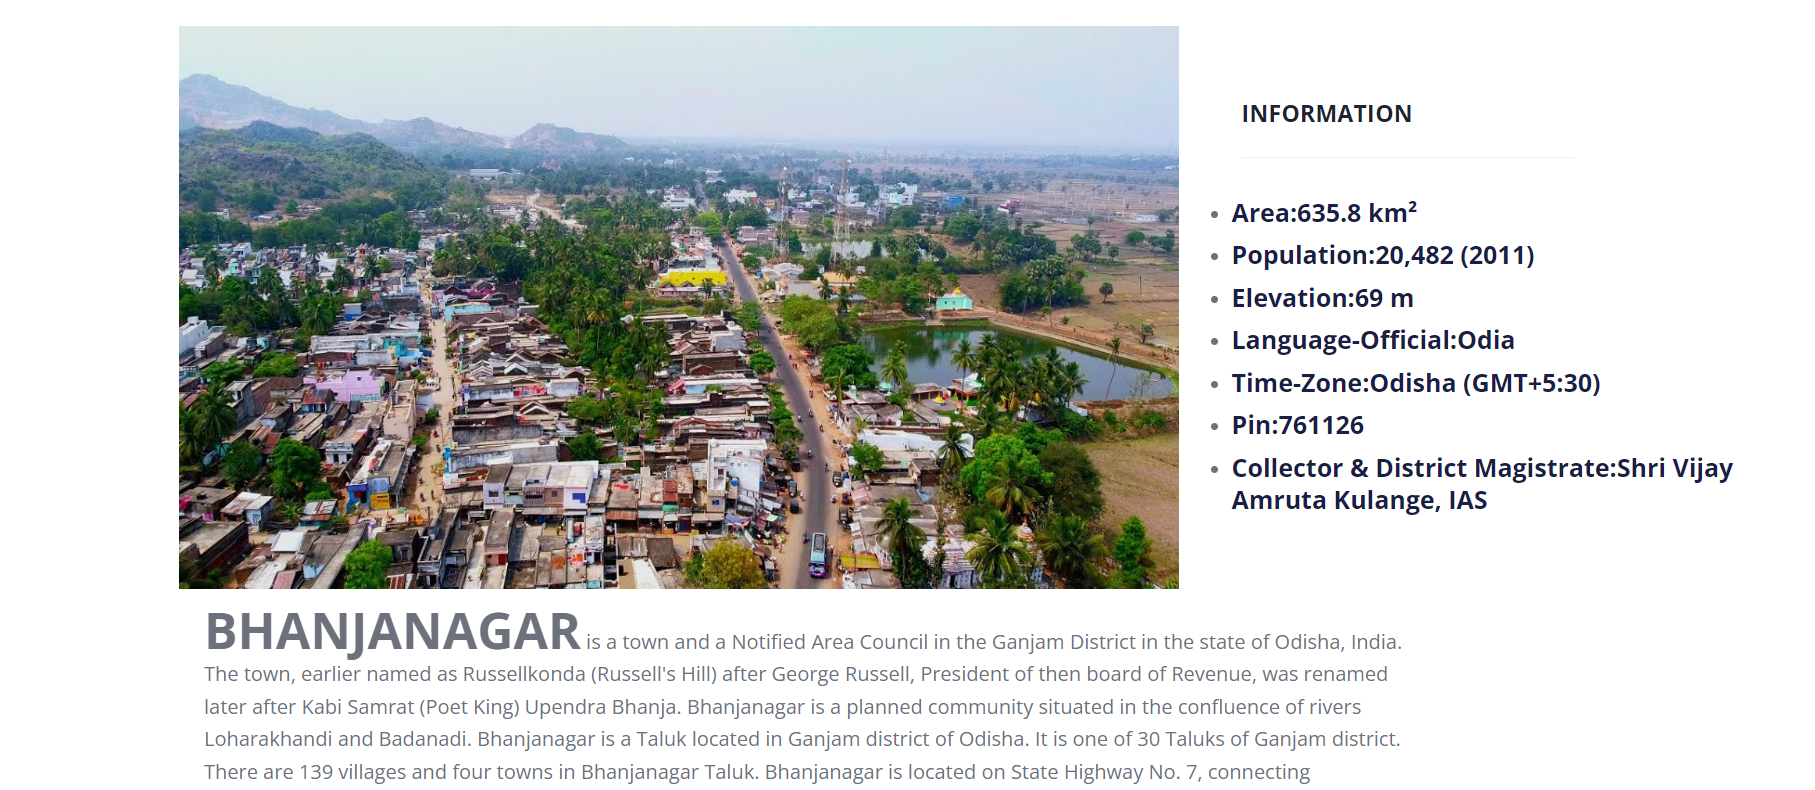 INFORMATION
Area:635.8 km²
Population:20,482 (2011)
Elevation:69 m
Language-Official:Odia
Time-Zone:Odisha (GMT+5:30)
Pin:761126
Collector & District Magistrate:Shri Vijay
Amruta Kulange, IAS
BHANJANAGAR is a town and a Notified Area Council in the Ganjam District in the state of Odisha, India.
The town, earlier named as Russellkonda (Russell's Hill) after George Russell, President of then board of Revenue, was renamed
later after Kabi Samrat (Poet King) Upendra Bhanja. Bhanjanagar is a planned community situated in the confluence of rivers
Loharakhandi and Badanadi. Bhanjanagar is a Taluk located in Ganjam district of Odisha. It is one of 30 Taluks of Ganjam district.
There are 139 villages and four towns in Bhanjanagar Taluk. Bhanjanagar is located on State Highway No. 7, connecting